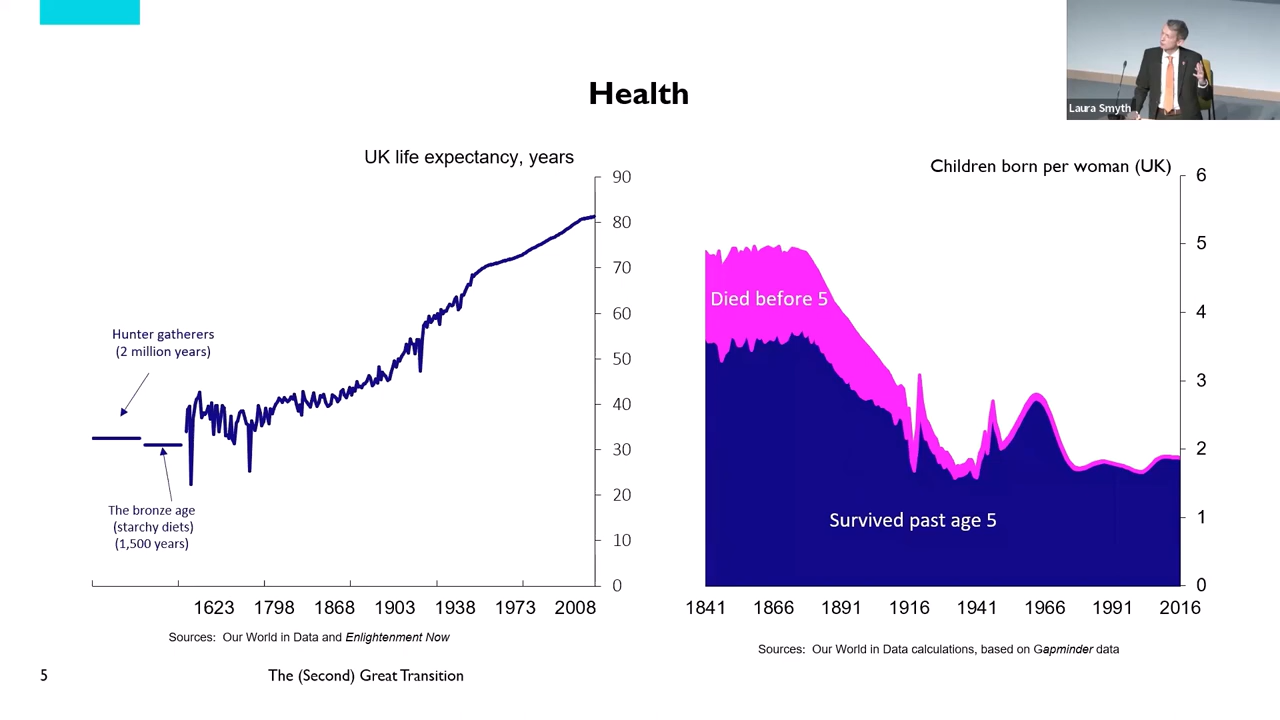 Laura Smyth
Health
UK life expectancy, years
90
80
70
60
50
40
30
20
10
0
Hunter gatherers
(2 million years)
The bronze age
(starchy diets)
(1,500 years)
1623 1798 1868 1903 1938 1973 2008
Sources: Our World in Data and Enlightenment Now
Children born per woman (UK)
6
5
4
3
2
1
0
Died before 5
Survived past age 5
1841 1866 1891 1916 1941 1966 1991 2016
Sources: Our World in Data calculations, based on Gapminder data
5
The (Second) Great Transition